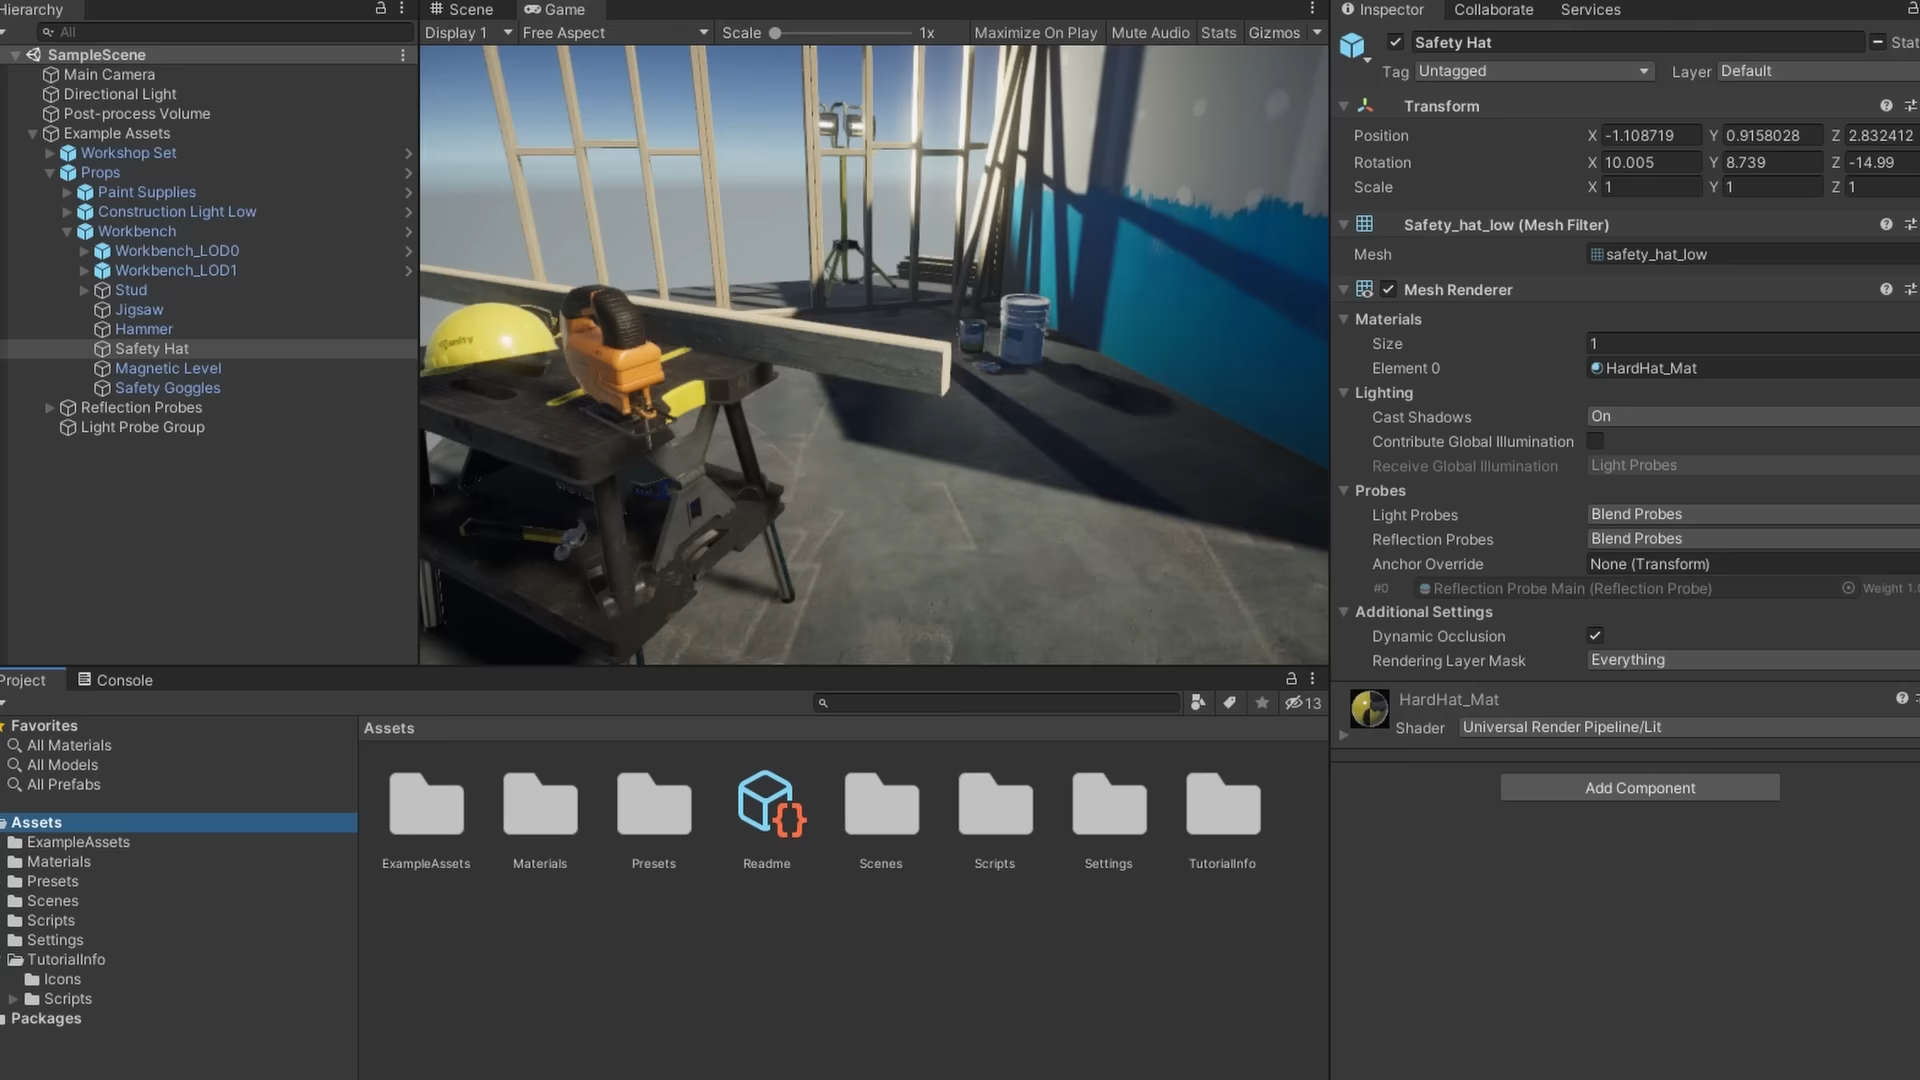 Hierarchy
All
SampleScene
Main Camera
Directional Light
Post-process Volume
Example Assets
Workshop Set
Props
Paint Supplies
Construction Light Low
Workbench
Workbench_LOD0
Workbench_LOD1
Stud
Jigsaw
Hammer
Safety Hat
Magnetic Level
Safety Goggles
Reflection Probes
Light Probe Group
Scene Game
Display 1 Free Aspect Scale 1x Maximize On Play Mute Audio Stats Gizmos
Inspector Collaborate Services
Safety Hat Stat
Tag Untagged Layer Default
Transform
Position X -1.108719 Y 0.9158028 Z 2.832412
Rotation X 10.005 Y 8.739 Z -14.99
Scale X 1 Y 1 Z 1
Safety_hat_low (Mesh Filter)
Mesh safety_hat_low
Mesh Renderer
Materials
Size 1
Element 0 HardHat_Mat
Lighting
Cast Shadows On
Contribute Global Illumination
Receive Global Illumination Light Probes
Probes
Light Probes Blend Probes
Reflection Probes Blend Probes
Anchor Override None (Transform)
#0 Reflection Probe Main (Reflection Probe) Weight 1.0
Additional Settings
Dynamic Occlusion
Rendering Layer Mask Everything
HardHat_Mat
Shader Universal Render Pipeline/Lit
Add Component
Project Console
13
Favorites
All Materials
All Models
All Prefabs
Assets
ExampleAssets
Materials
Presets
Scenes
Scripts
Settings
TutorialInfo
Icons
Scripts
Packages
Assets
ExampleAssets Materials Presets Readme Scenes Scripts Settings TutorialInfo